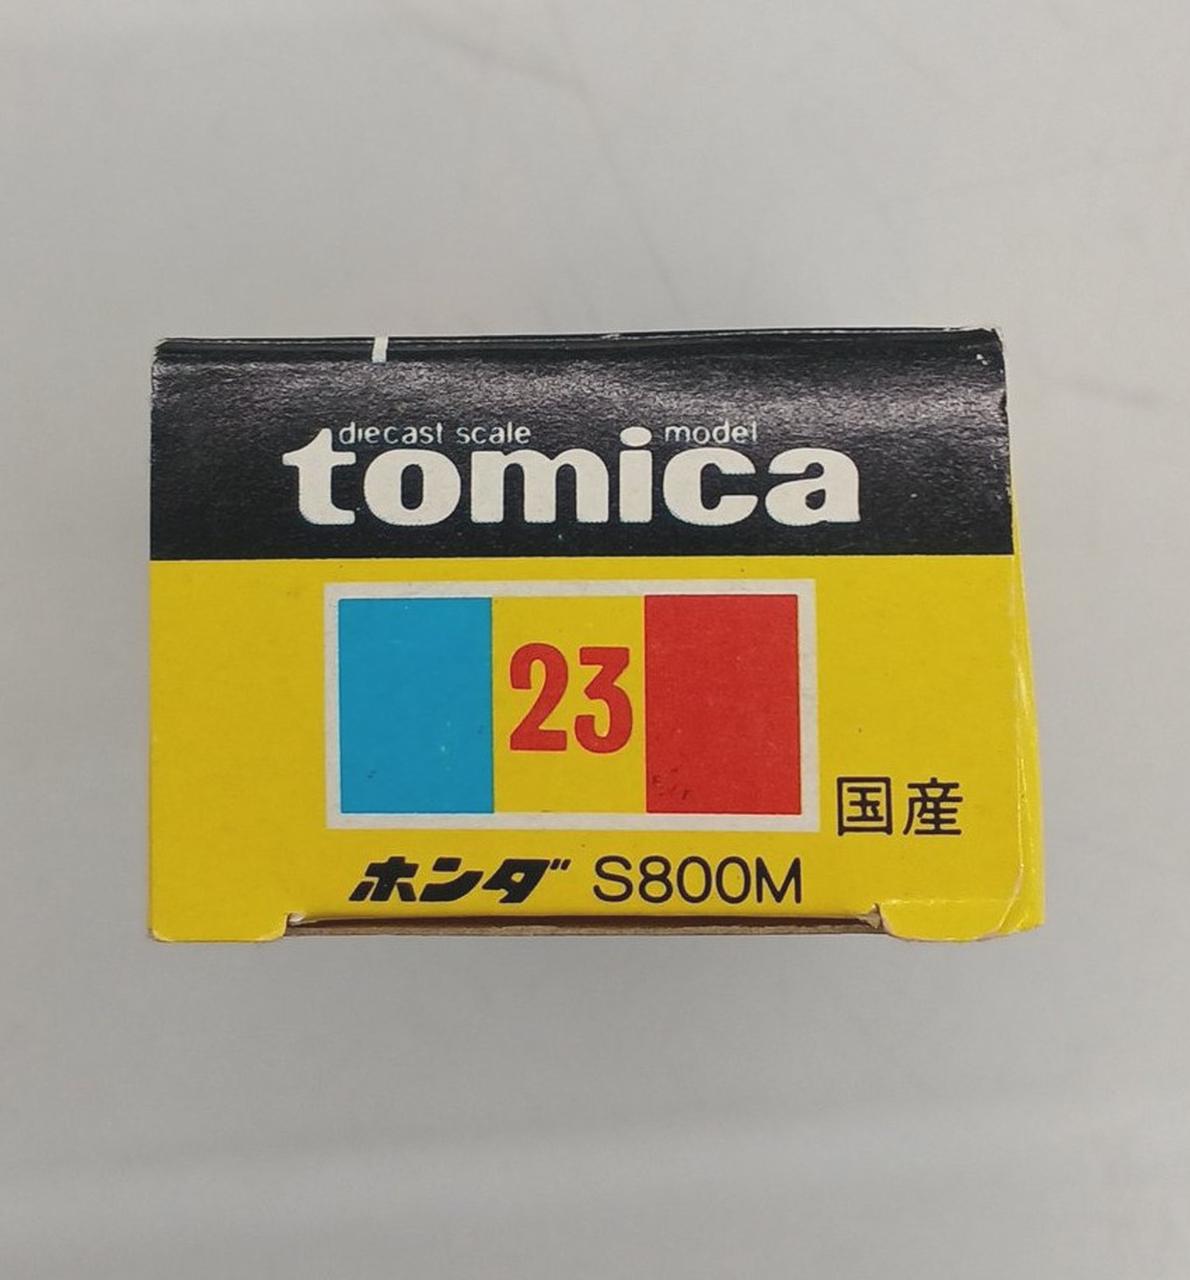 diecast scale model
tomica
23
国産
ホンダ S800M